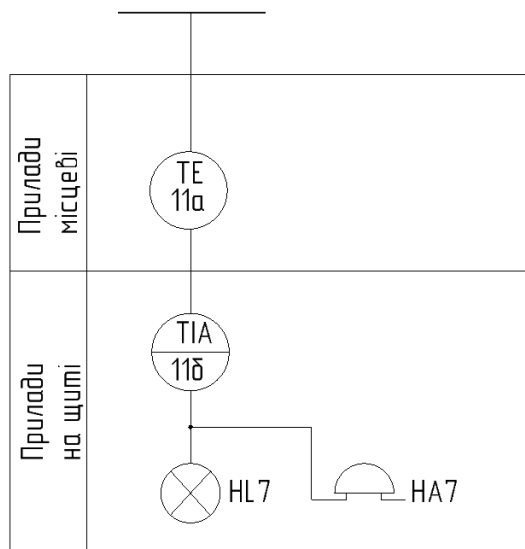 Прилади
місцеві
TE
11а
Прилади
на щиті
TIA
11б
HL7
HA7